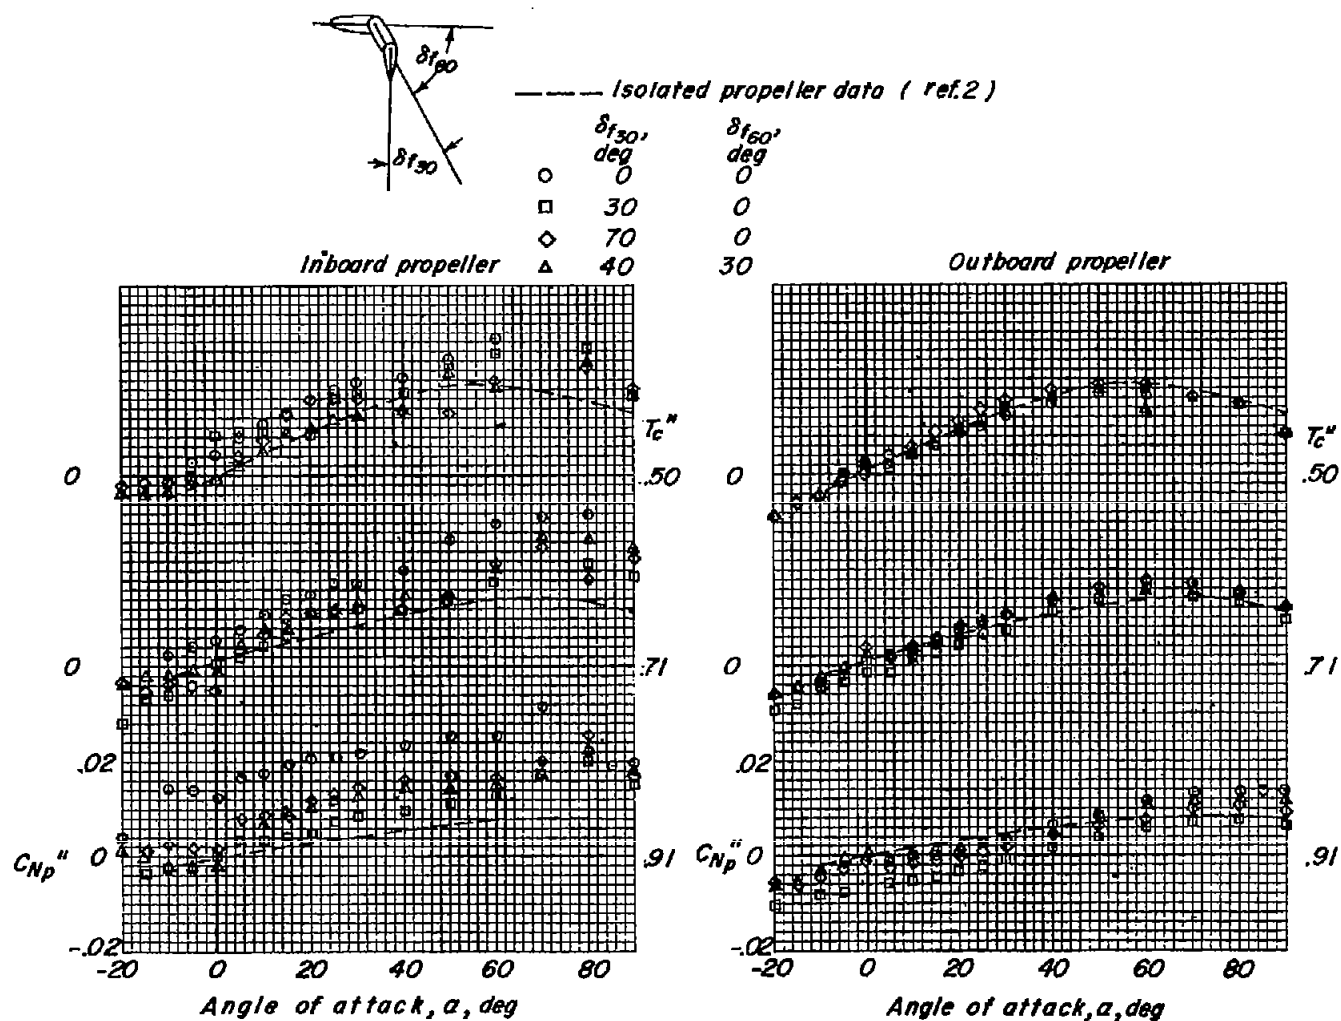 δf60
δf30
Isolated propeller data ( ref.2 )
δf30, δf60,
deg deg
0 0
30 0
70 0
40 30
Inboard propeller
Outboard propeller
Tc"
Tc"
0 .50 0 .50
0 .71 0 .71
.02 .02
CNp" 0 .91 CNp" 0 .91
-.02 -.02
-20 0 20 40 60 80 -20 0 20 40 60 80
Angle of attack, α, deg
Angle of attack, α, deg